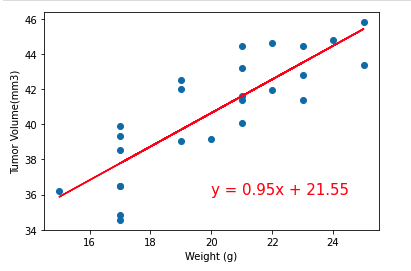 46
44
42
40
38
36
34
Tumor Volume(mm3)
y = 0.95x + 21.55
16 18 20 22 24
Weight (g)